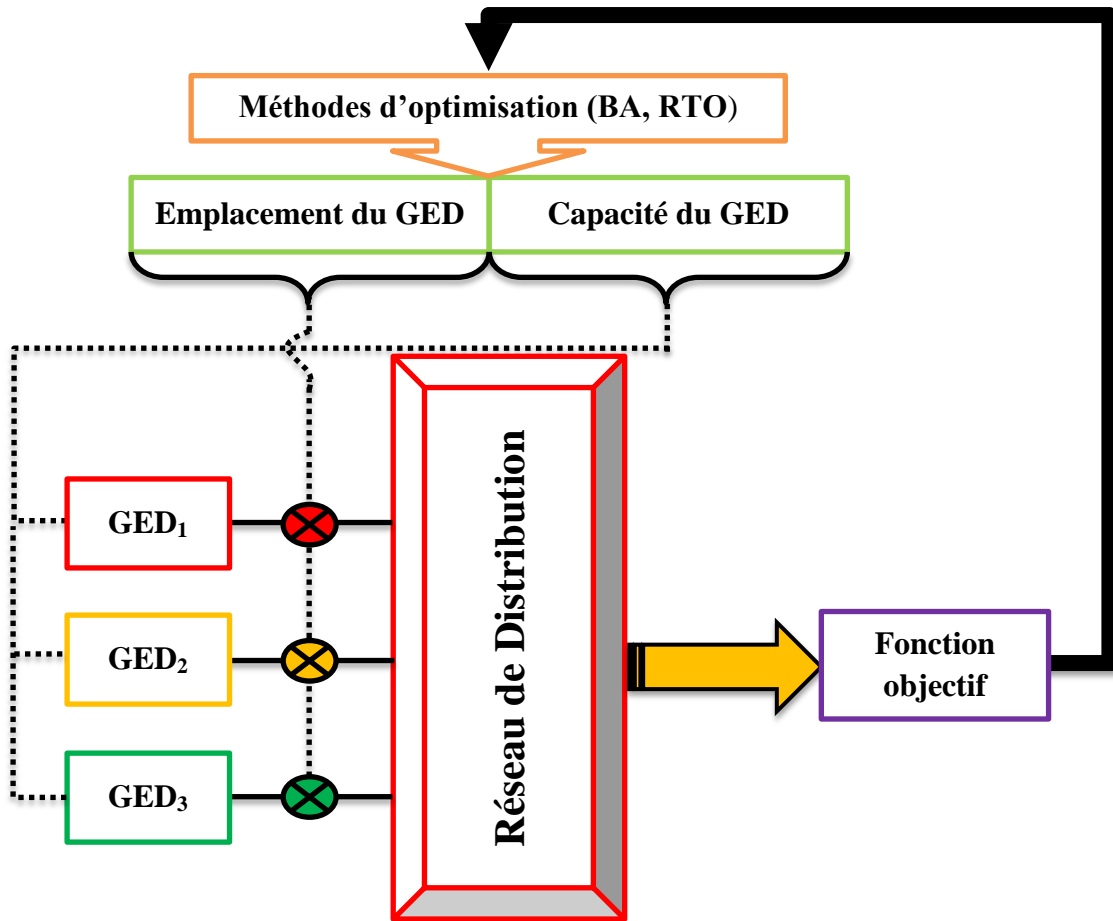 Méthodes d’optimisation (BA, RTO)
Emplacement du GED
Capacité du GED
GED₁
GED₂
GED₃
Réseau de Distribution
Fonction
objectif